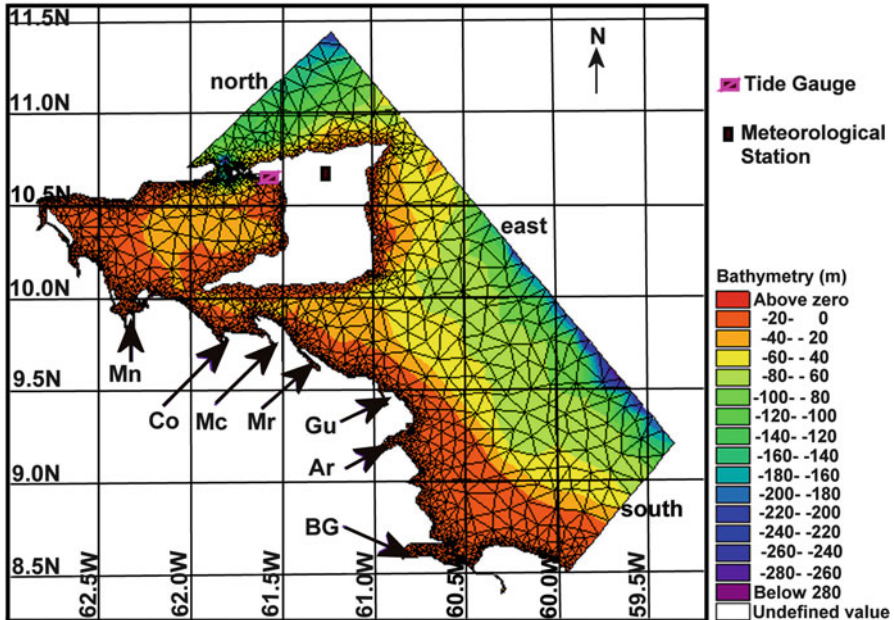 11.5N
N
north
Tide Gauge
11.0N
Meteorological
Station
10.5N
east
10.0N
Bathymetry (m)
Above zero
-20- 0
-40- - 20
-60- - 40
-80- - 60
-100- - 80
-120- -100
-140- -120
-160- -140
-180- -160
-200- -180
-220- -200
-240- -220
-260- -240
-280- -260
Below 280
Undefined value
Mn
Co
Mc
Mr
9.5N
Gu
Ar
9.0N
south
BG
8.5N
62.5W
62.0W
61.5W
61.0W
60.5W
60.0W
59.5W